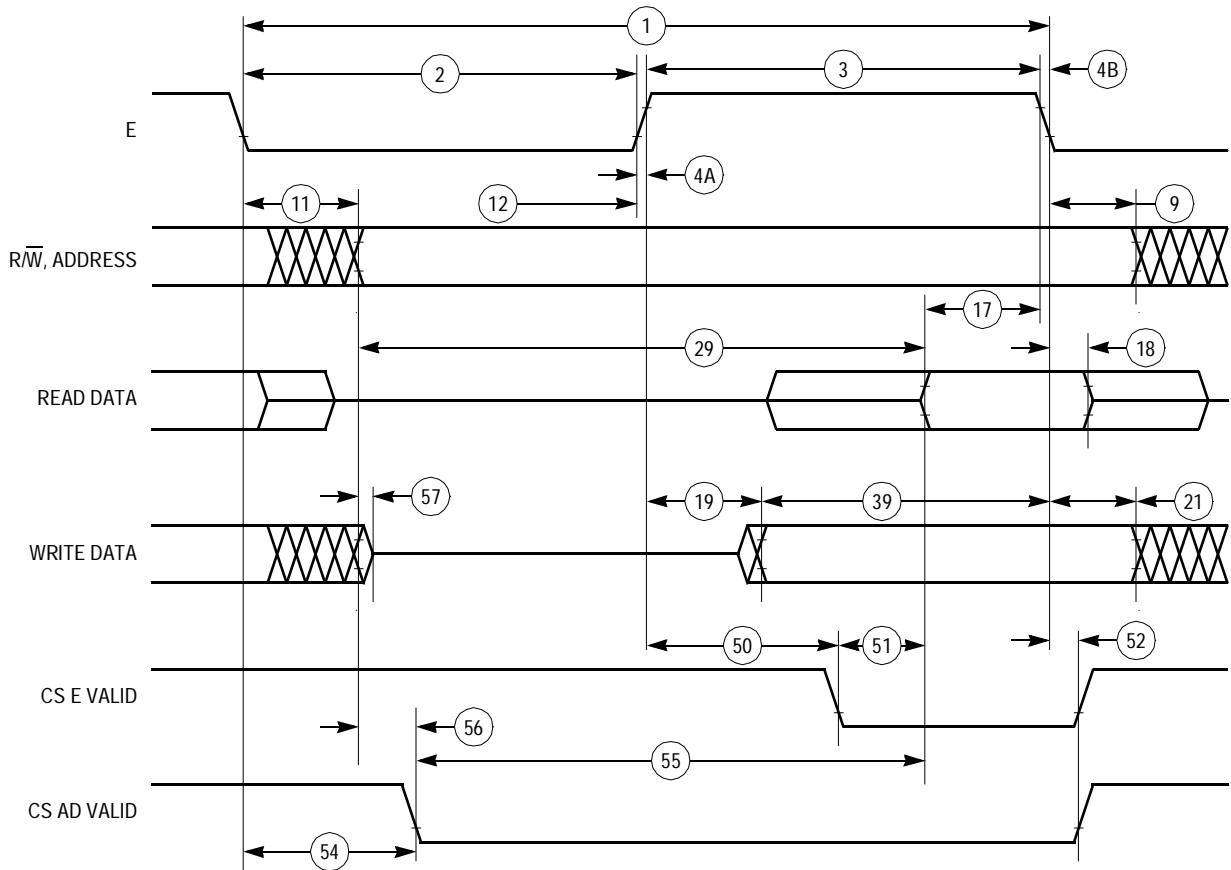 1
2
3
4B
E
4A
11
12
9
R/W̅, ADDRESS
17
29
18
READ DATA
57
19
39
21
WRITE DATA
50
51
52
CS E VALID
56
55
CS AD VALID
54